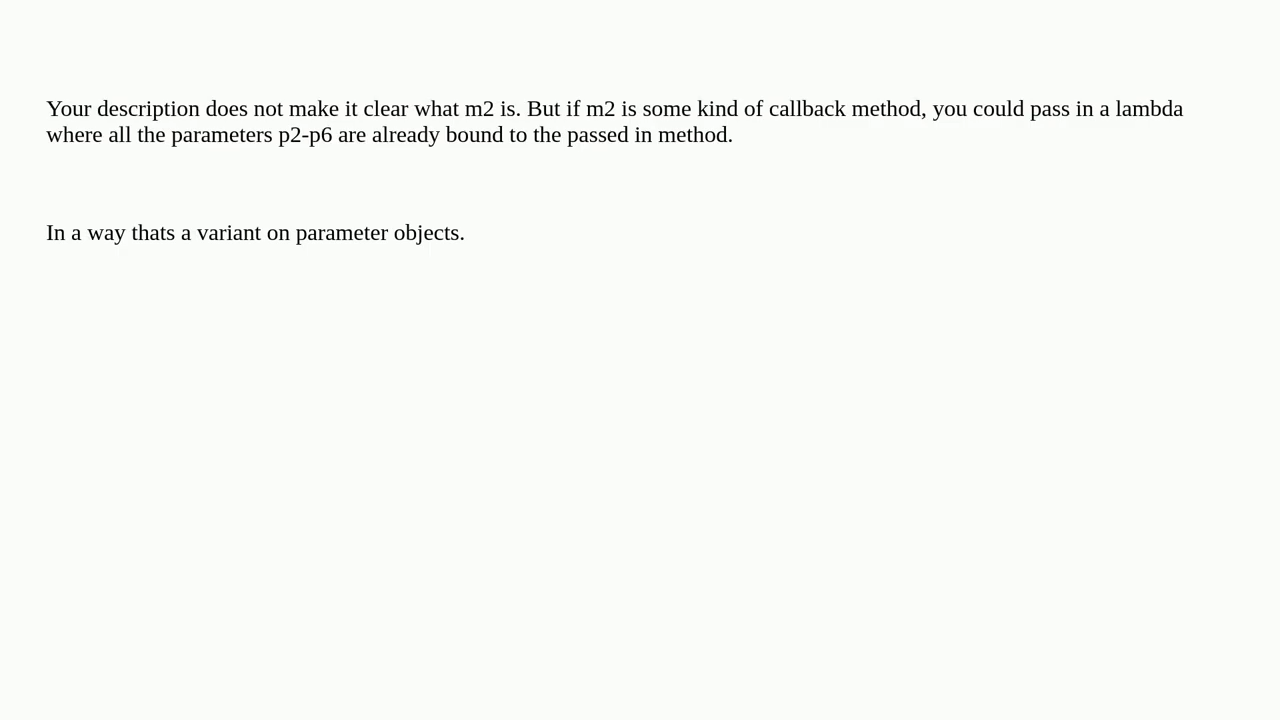 Your description does not make it clear what m2 is. But if m2 is some kind of callback method, you could pass in a lambda
where all the parameters p2-p6 are already bound to the passed in method.
In a way thats a variant on parameter objects.